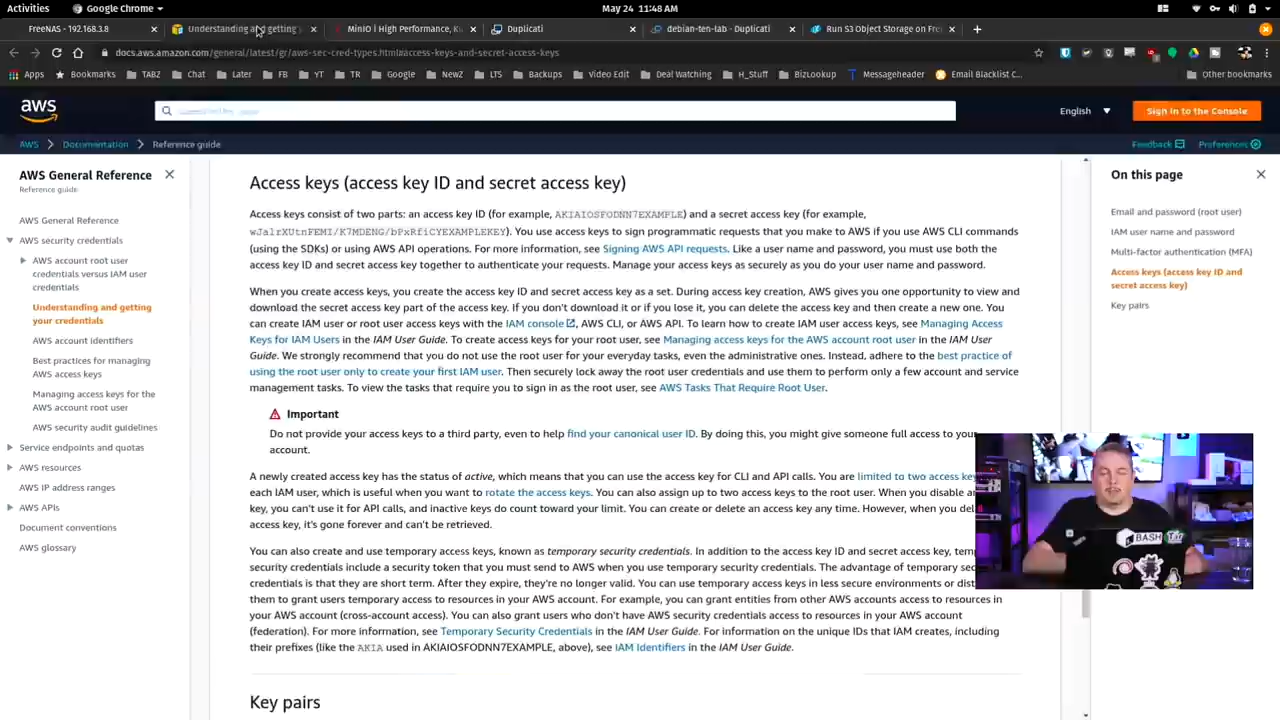 Activities
Google Chrome
May 24 11:48 AM
FreeNAS - 192.168.3.8
Understanding and getting
MinIO | High Performance, K
Duplicati
debian-ten-lab - Duplicati
Run S3 Object Storage on Fre
docs.aws.amazon.com/general/latest/gr/aws-sec-cred-types.html#access-keys-and-secret-access-keys
Apps
Bookmarks
TABZ
Chat
Later
FB
YT
TR
Google
NewZ
LTS
Backups
Video Edit
Deal Watching
H_Stuff
BizLookup
Messageheader
Email Blacklist C...
Other bookmarks
aws
English
Sign In to the Console
AWS > Documentation > Reference guide
Feedback
Preferences
AWS General Reference
Reference guide
AWS General Reference
AWS security credentials
AWS account root user
credentials versus IAM user
credentials
Understanding and getting
your credentials
AWS account identifiers
Best practices for managing
AWS access keys
Managing access keys for the
AWS account root user
AWS security audit guidelines
Service endpoints and quotas
AWS resources
AWS IP address ranges
AWS APIs
Document conventions
AWS glossary
Access keys (access key ID and secret access key)
Access keys consist of two parts: an access key ID (for example, AKIAIOSFODNN7EXAMPLE) and a secret access key (for example,
wJalrXUtnFEMI/K7MDENG/bPxRfiCYEXAMPLEKEY). You use access keys to sign programmatic requests that you make to AWS if you use AWS CLI commands
(using the SDKs) or using AWS API operations. For more information, see Signing AWS API requests. Like a user name and password, you must use both the
access key ID and secret access key together to authenticate your requests. Manage your access keys as securely as you do your user name and password.
When you create access keys, you create the access key ID and secret access key as a set. During access key creation, AWS gives you one opportunity to view and
download the secret access key part of the access key. If you don't download it or if you lose it, you can delete the access key and then create a new one. You
can create IAM user or root user access keys with the IAM console, AWS CLI, or AWS API. To learn how to create IAM user access keys, see Managing Access
Keys for IAM Users in the IAM User Guide. To create access keys for your root user, see Managing access keys for the AWS account root user in the IAM User
Guide. We strongly recommend that you do not use the root user for your everyday tasks, even the administrative ones. Instead, adhere to the best practice of
using the root user only to create your first IAM user. Then securely lock away the root user credentials and use them to perform only a few account and service
management tasks. To view the tasks that require you to sign in as the root user, see AWS Tasks That Require Root User.
Important
Do not provide your access keys to a third party, even to help find your canonical user ID. By doing this, you might give someone full access to your
account.
A newly created access key has the status of active, which means that you can use the access key for CLI and API calls. You are limited to two access key
each IAM user, which is useful when you want to rotate the access keys. You can also assign up to two access keys to the root user. When you disable an
key, you can't use it for API calls, and inactive keys do count toward your limit. You can create or delete an access key any time. However, when you del
access key, it's gone forever and can't be retrieved.
You can also create and use temporary access keys, known as temporary security credentials. In addition to the access key ID and secret access key, temp
security credentials include a security token that you must send to AWS when you use temporary security credentials. The advantage of temporary sec
credentials is that they are short term. After they expire, they're no longer valid. You can use temporary access keys in less secure environments or dist
them to grant users temporary access to resources in your AWS account. For example, you can grant entities from other AWS accounts access to resources in
your AWS account (cross-account access). You can also grant users who don't have AWS security credentials access to resources in your AWS account
(federation). For more information, see Temporary Security Credentials in the IAM User Guide. For information on the unique IDs that IAM creates, including
their prefixes (like the AKIA used in AKIAIOSFODNN7EXAMPLE, above), see IAM Identifiers in the IAM User Guide.
Key pairs
On this page
Email and password (root user)
IAM user name and password
Multi-factor authentication (MFA)
Access keys (access key ID and
secret access key)
Key pairs
BASH